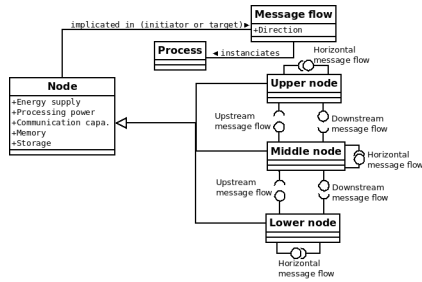 Message flow
+Direction
implicated in (initiator or target)
Process
instanciates
Horizontal
message flow
Node
+Energy supply
+Processing power
+Communication capa.
+Memory
+Storage
Upper node
Upstream
message flow
Downstream
message flow
Middle node
Horizontal
message flow
Upstream
message flow
Downstream
message flow
Lower node
Horizontal
message flow